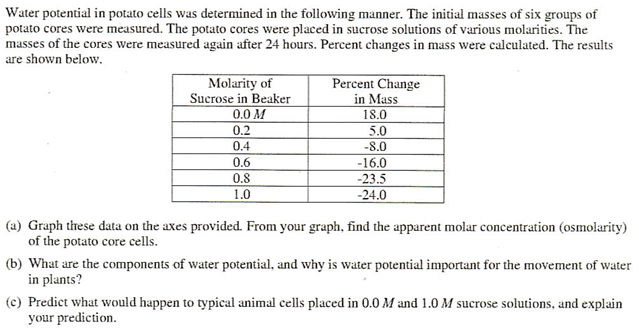 Water potential in potato cells was determined in the following manner. The initial masses of six groups of
potato cores were measured. The potato cores were placed in sucrose solutions of various molarities. The
masses of the cores were measured again after 24 hours. Percent changes in mass were calculated. The results
are shown below.
Molarity of Percent Change
Sucrose in Beaker in Mass
0.0 M 18.0
0.2 5.0
0.4 -8.0
0.6 -16.0
0.8 -23.5
1.0 -24.0
(a) Graph these data on the axes provided. From your graph, find the apparent molar concentration (osmolarity)
of the potato core cells.
(b) What are the components of water potential, and why is water potential important for the movement of water
in plants?
(c) Predict what would happen to typical animal cells placed in 0.0 M and 1.0 M sucrose solutions, and explain
your prediction.